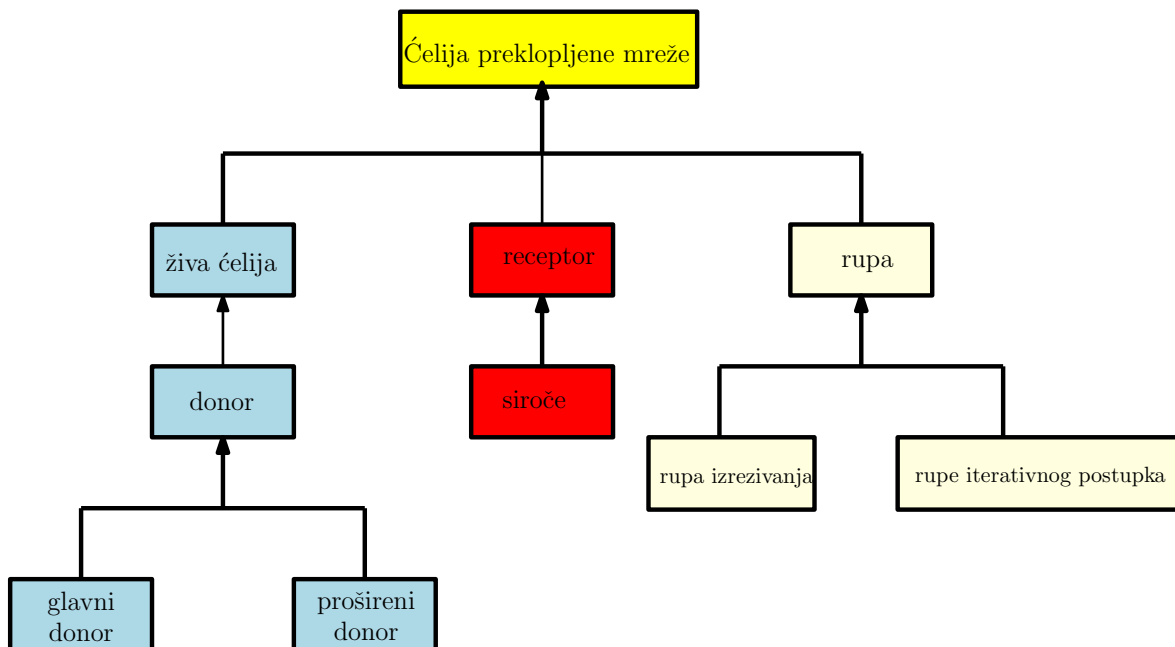 Ćelija preklopljene mreže
živa ćelija
receptor
rupa
donor
siroče
rupa izrezivanja
rupe iterativnog postupka
glavni
donor
prošireni
donor